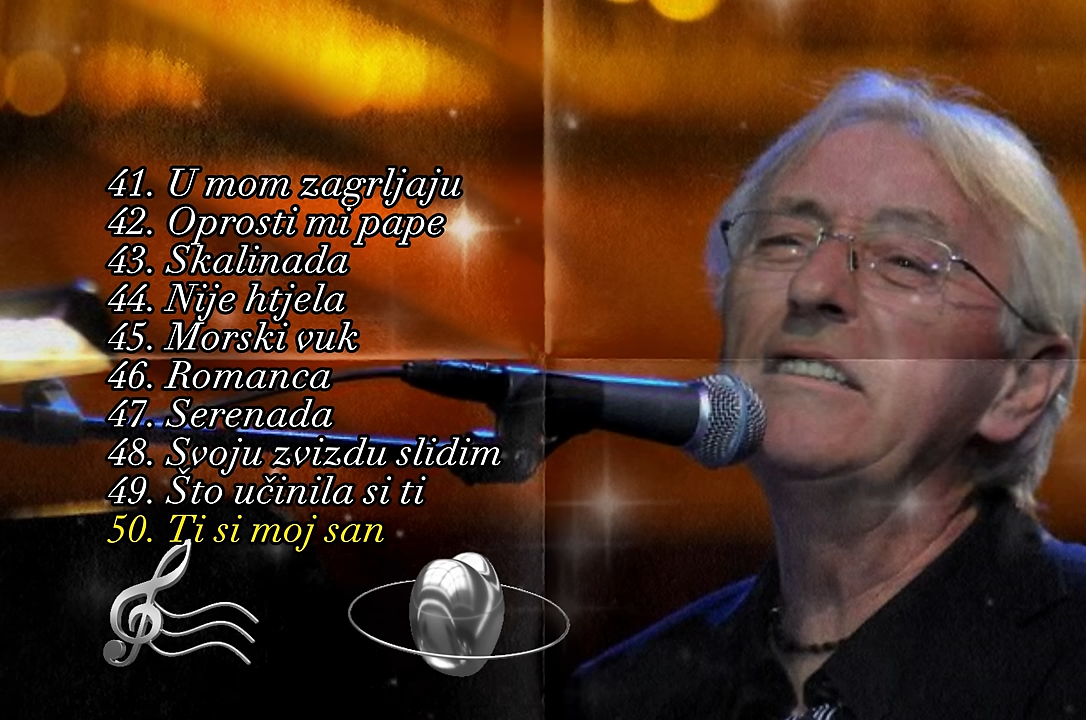 41. U mom zagrljaju
42. Oprosti mi pape
43. Skalinada
44. Nije htjela
45. Morski vuk
46. Romanca
47. Serenada
48. Svoju zvizdu slidim
49. Što učinila si ti
50. Ti si moj san